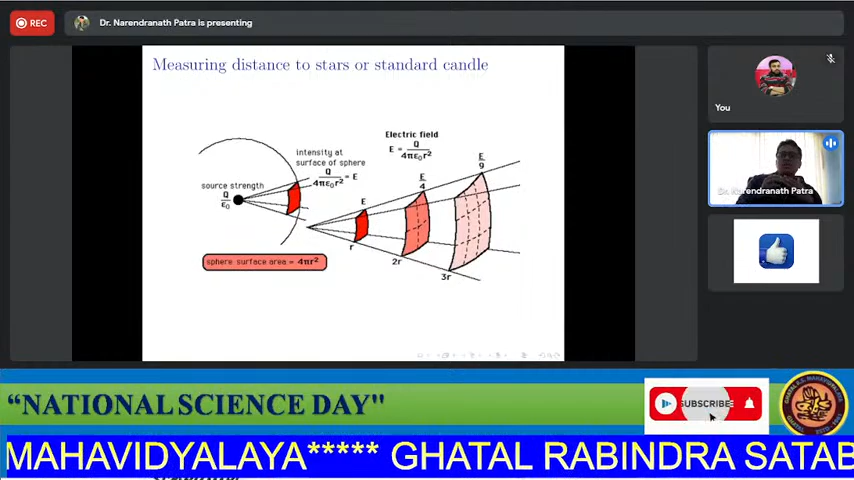 REC
Dr. Narendranath Patra is presenting
Measuring distance to stars or standard candle
intensity at
surface of sphere
Q
4πε₀r² = E
Electric field
E = Q
4πε₀r²
source strength
Q
ε₀
E
E
4
E
9
r
2r
3r
sphere surface area = 4πr²
You
Dr. Narendranath Patra
“NATIONAL SCIENCE DAY"
SUBSCRIBE
MAHAVIDYALAYA***** GHATAL RABINDRA SATAB